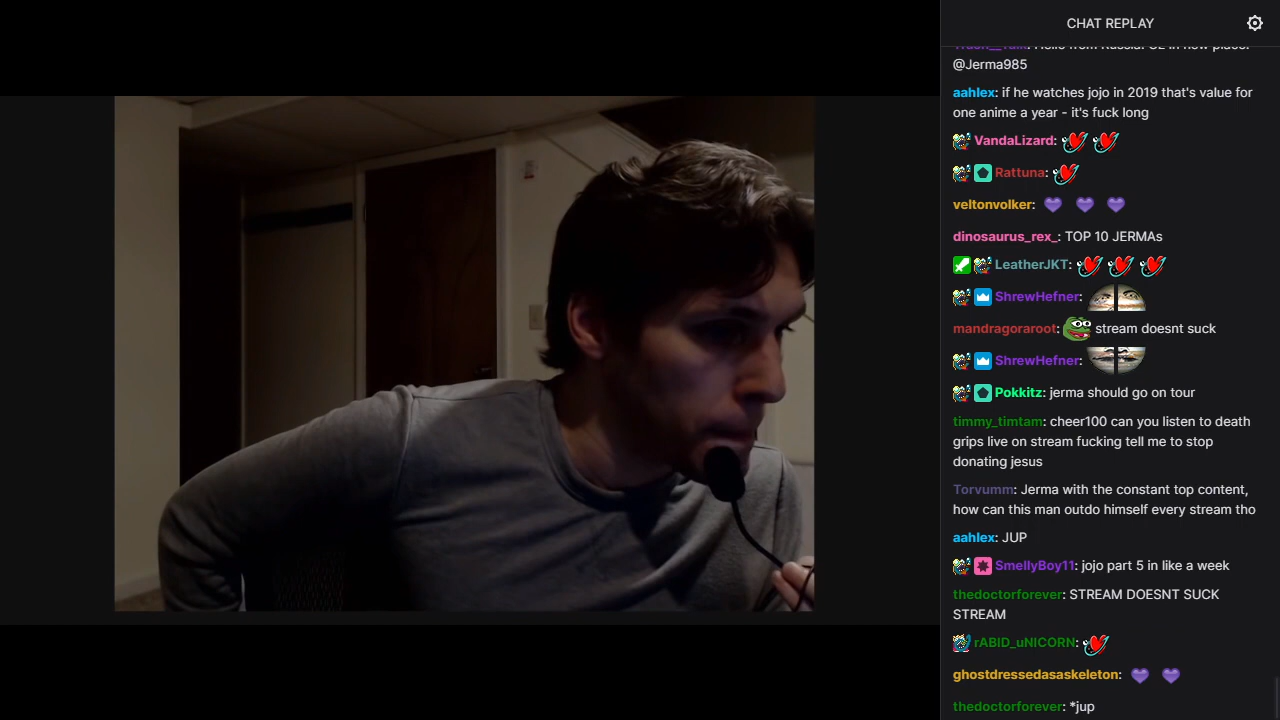 CHAT REPLAY
@Jerma985
aahlex: if he watches jojo in 2019 that's value for
one anime a year - it's fuck long
VandaLizard:
Rattuna:
veltonvolker:
dinosaurus_rex_: TOP 10 JERMAs
LeatherJKT:
ShrewHefner:
mandragoraroot: stream doesnt suck
ShrewHefner:
Pokkitz: jerma should go on tour
timmy_timtam: cheer100 can you listen to death
grips live on stream fucking tell me to stop
donating jesus
Torvumm: Jerma with the constant top content,
how can this man outdo himself every stream tho
aahlex: JUP
SmellyBoy11: jojo part 5 in like a week
thedoctorforever: STREAM DOESNT SUCK
STREAM
rABID_uNICORN:
ghostdressedasaskeleton:
thedoctorforever: *jup